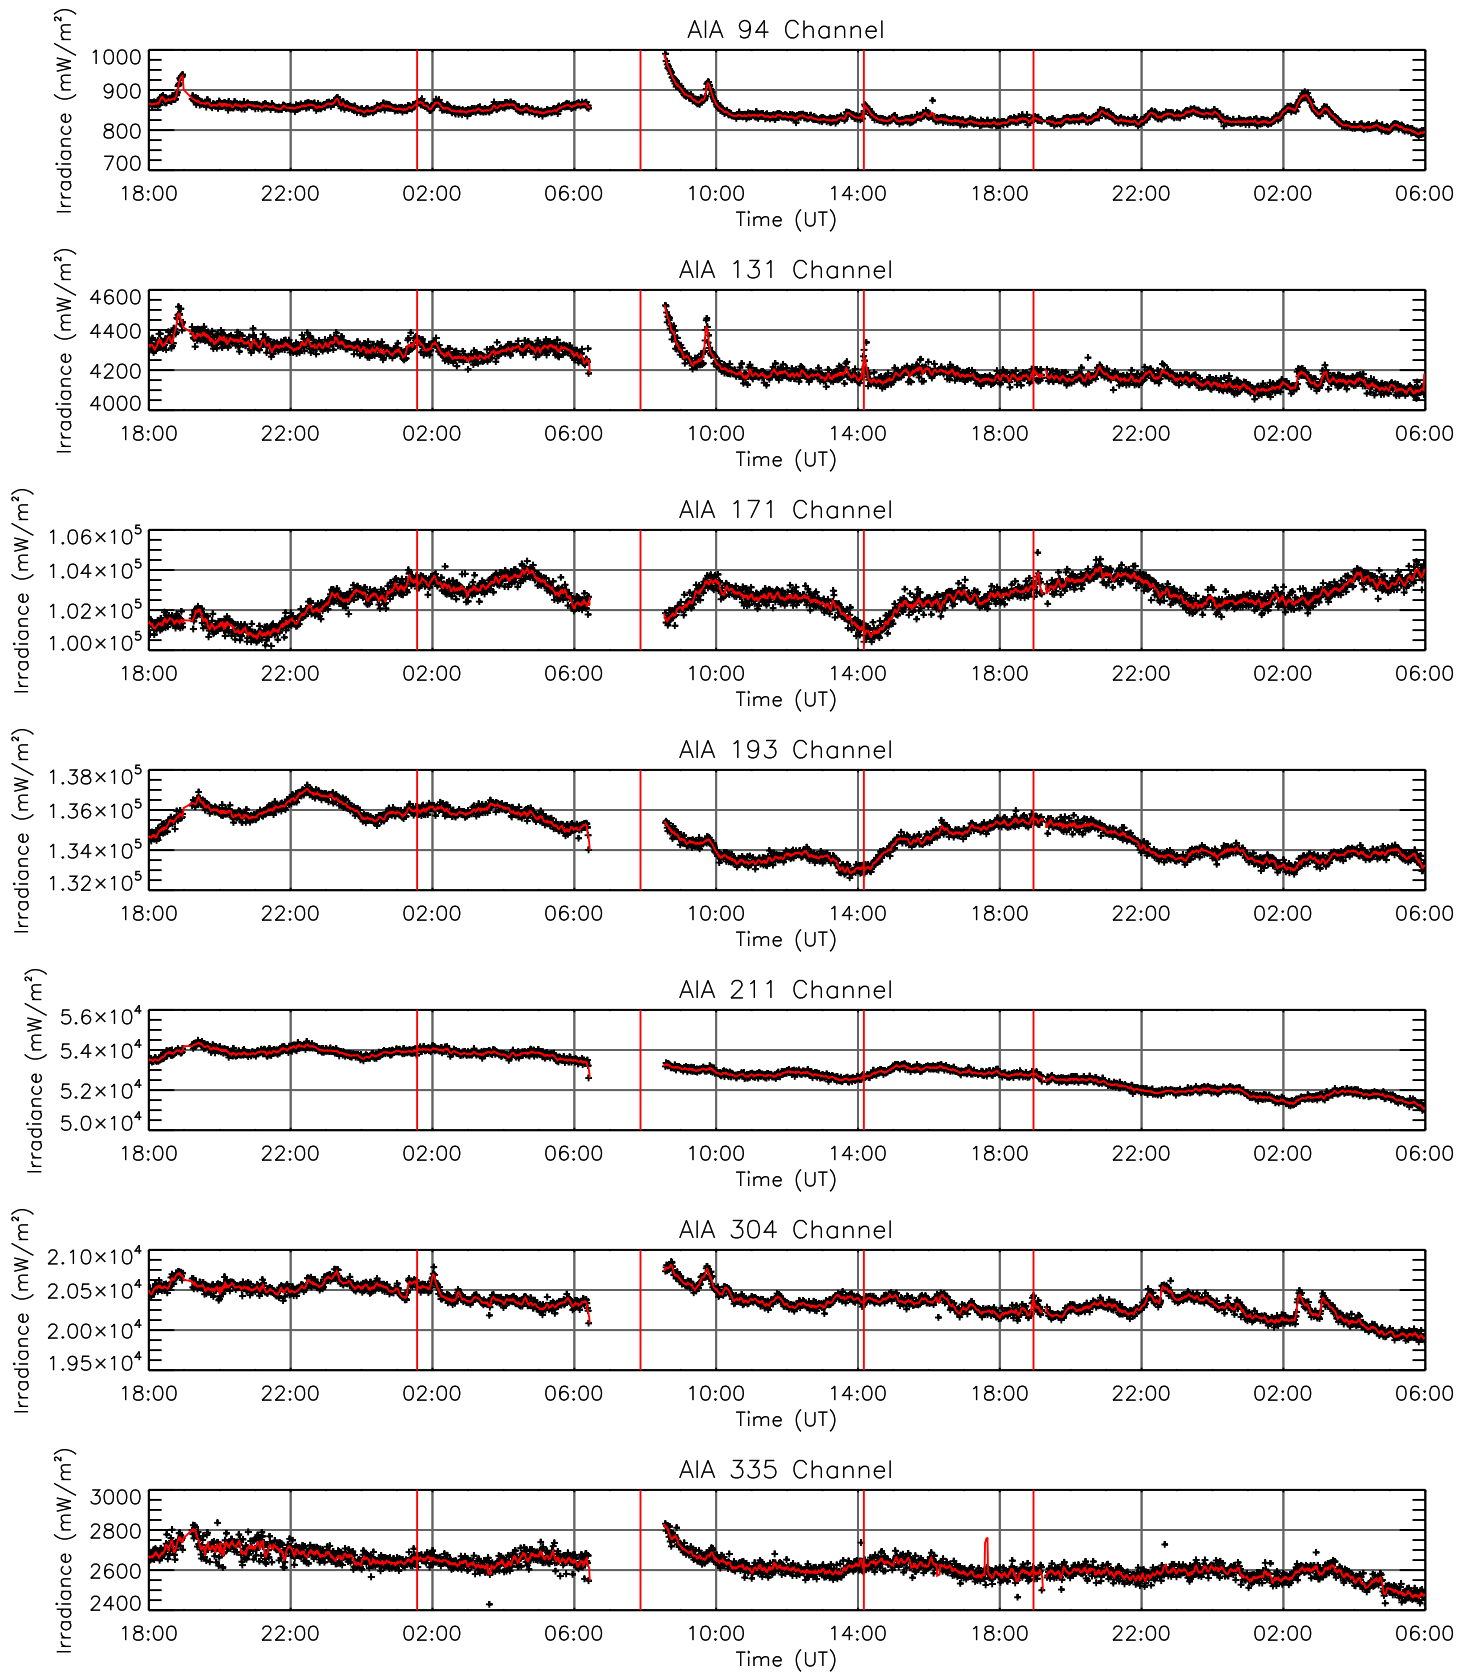 AIA 94 Channel
Irradiance (mW/m²)
1000
900
800
700
18:00 22:00 02:00 06:00 10:00 14:00 18:00 22:00 02:00 06:00
Time (UT)
AIA 131 Channel
Irradiance (mW/m²)
4600
4400
4200
4000
18:00 22:00 02:00 06:00 10:00 14:00 18:00 22:00 02:00 06:00
Time (UT)
AIA 171 Channel
Irradiance (mW/m²)
1.06×10⁵
1.04×10⁵
1.02×10⁵
1.00×10⁵
18:00 22:00 02:00 06:00 10:00 14:00 18:00 22:00 02:00 06:00
Time (UT)
AIA 193 Channel
Irradiance (mW/m²)
1.38×10⁵
1.36×10⁵
1.34×10⁵
1.32×10⁵
18:00 22:00 02:00 06:00 10:00 14:00 18:00 22:00 02:00 06:00
Time (UT)
AIA 211 Channel
Irradiance (mW/m²)
5.6×10⁴
5.4×10⁴
5.2×10⁴
5.0×10⁴
18:00 22:00 02:00 06:00 10:00 14:00 18:00 22:00 02:00 06:00
Time (UT)
AIA 304 Channel
Irradiance (mW/m²)
2.10×10⁴
2.05×10⁴
2.00×10⁴
1.95×10⁴
18:00 22:00 02:00 06:00 10:00 14:00 18:00 22:00 02:00 06:00
Time (UT)
AIA 335 Channel
Irradiance (mW/m²)
3000
2800
2600
2400
18:00 22:00 02:00 06:00 10:00 14:00 18:00 22:00 02:00 06:00
Time (UT)